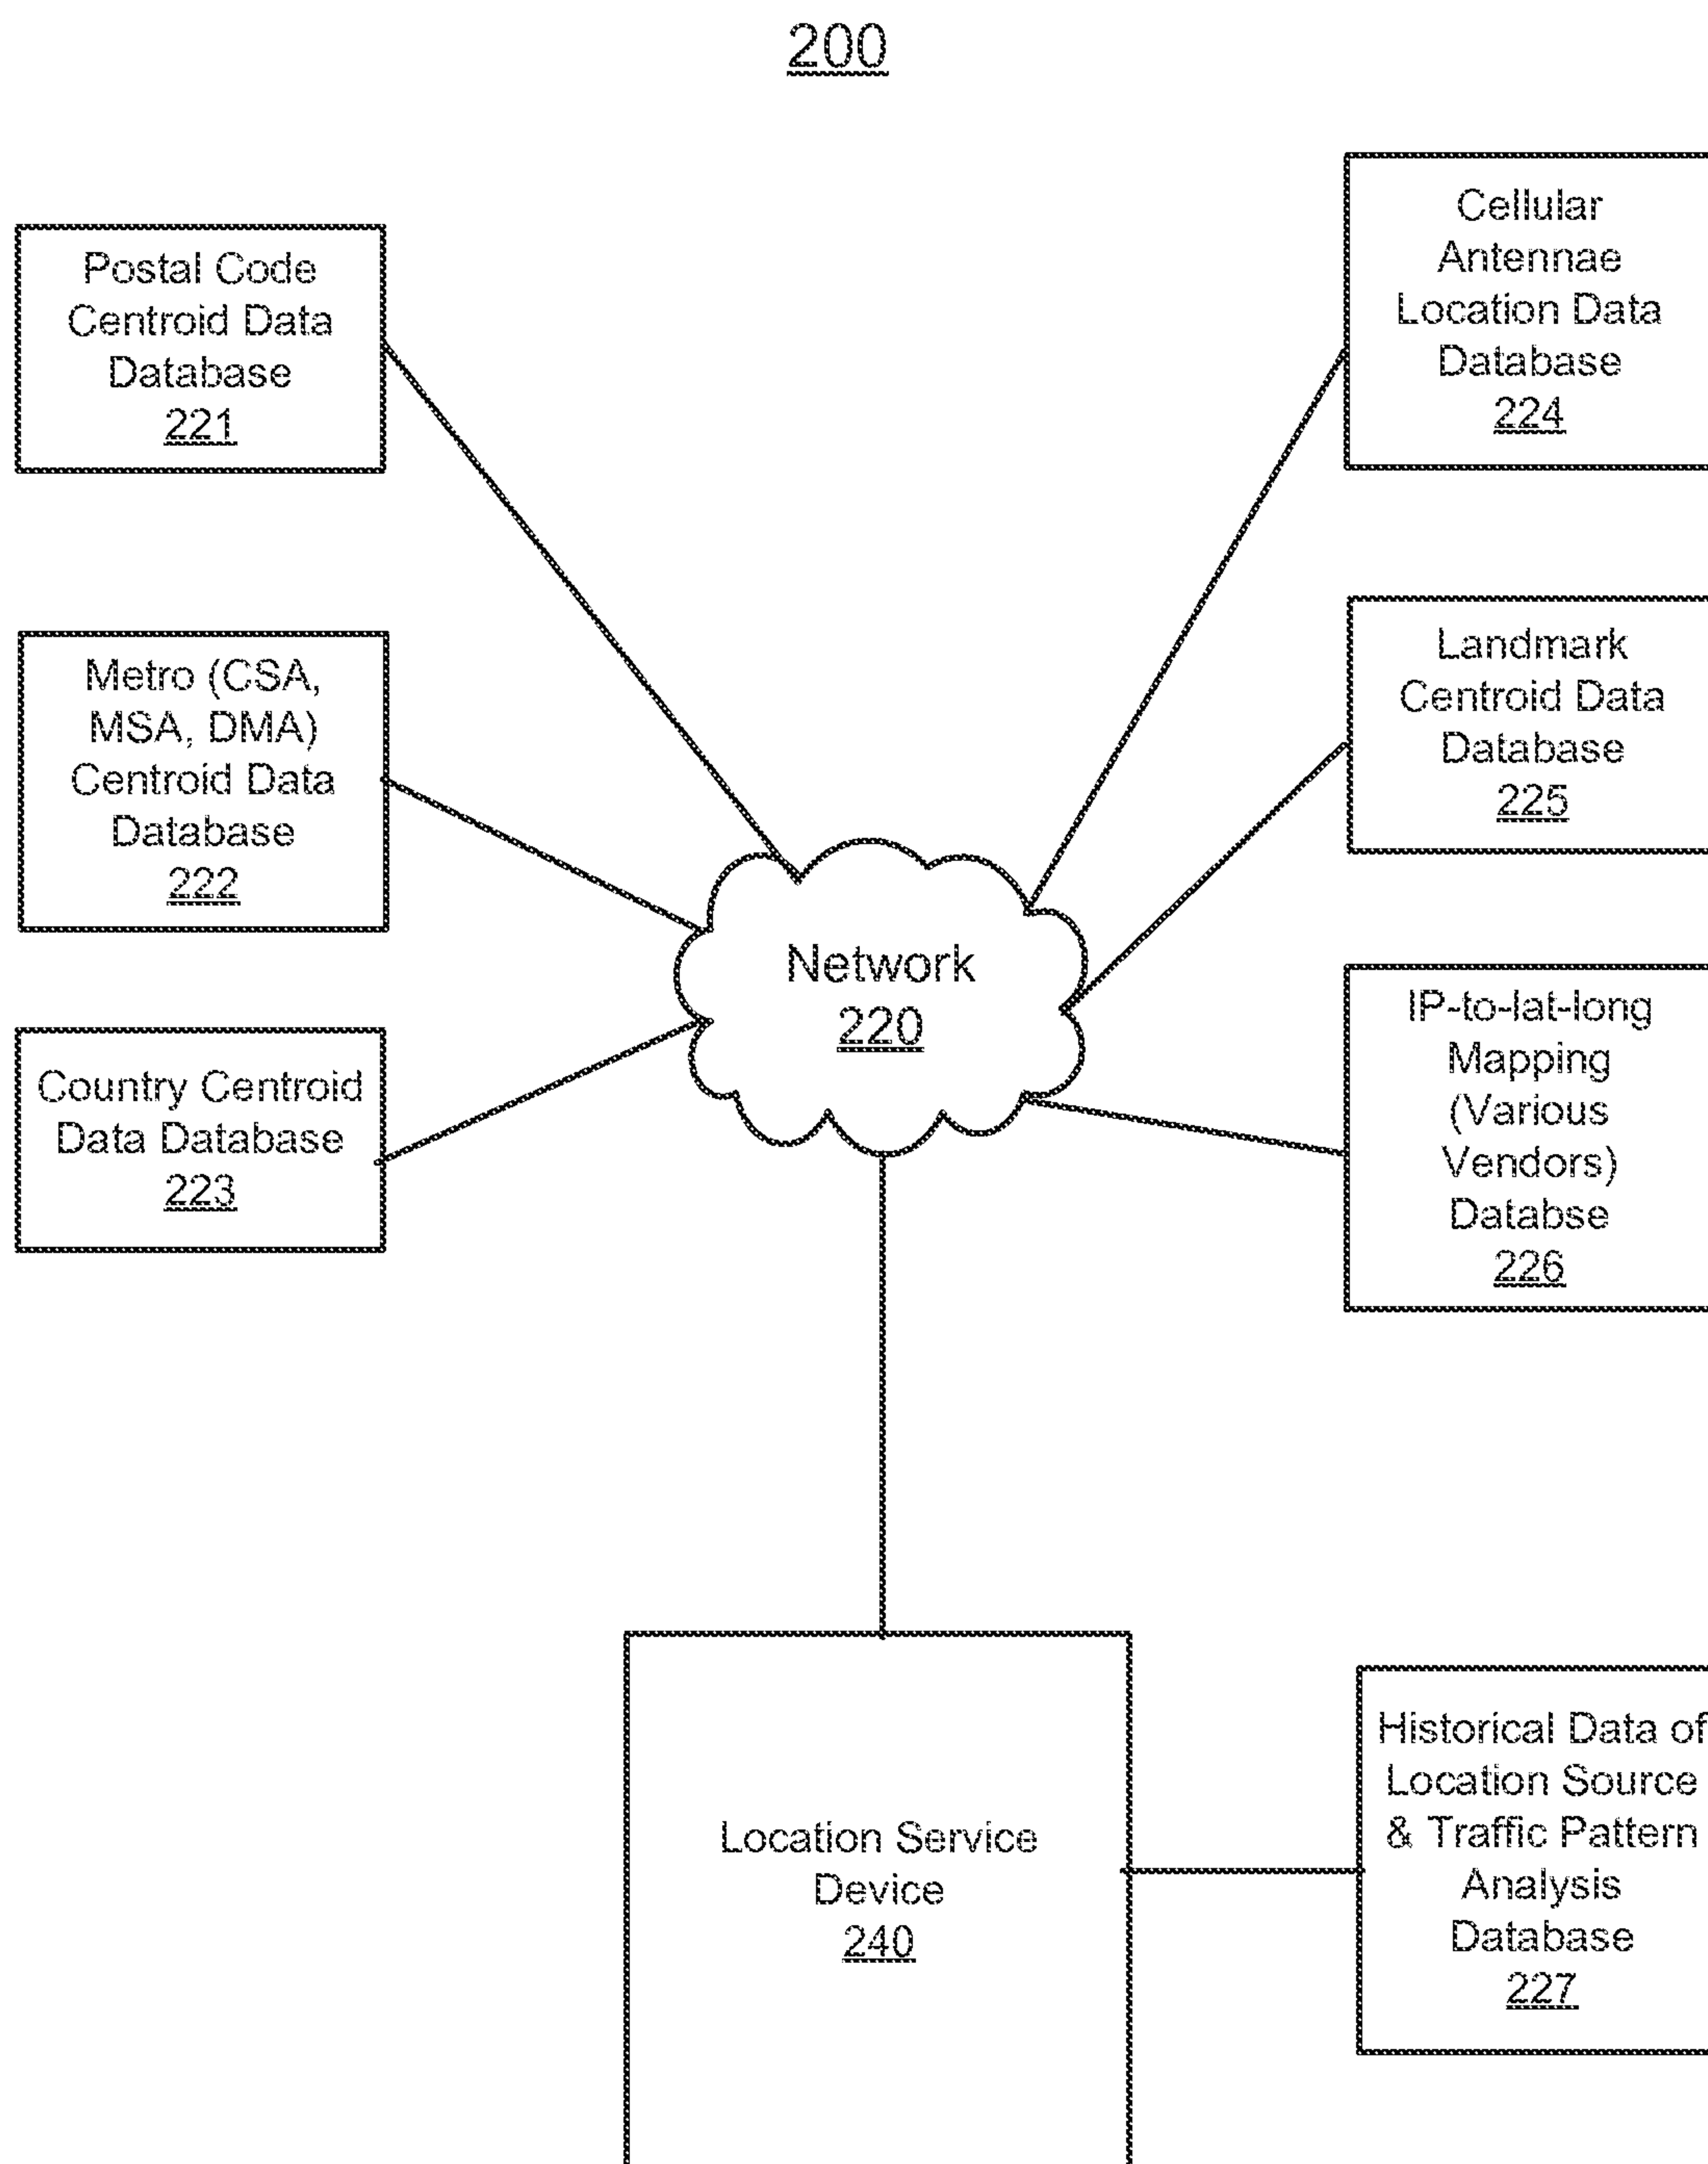 200
Postal Code
Centroid Data
Database
221
Metro (CSA,
MSA, DMA)
Centroid Data
Database
222
Country Centroid
Data Database
223
Cellular
Antennae
Location Data
Database
224
Landmark
Centroid Data
Database
225
IP-to-lat-long
Mapping
(Various
Vendors)
Databse
226
Network
220
Location Service
Device
240
Historical Data of
Location Source
& Traffic Pattern
Analysis
Database
227